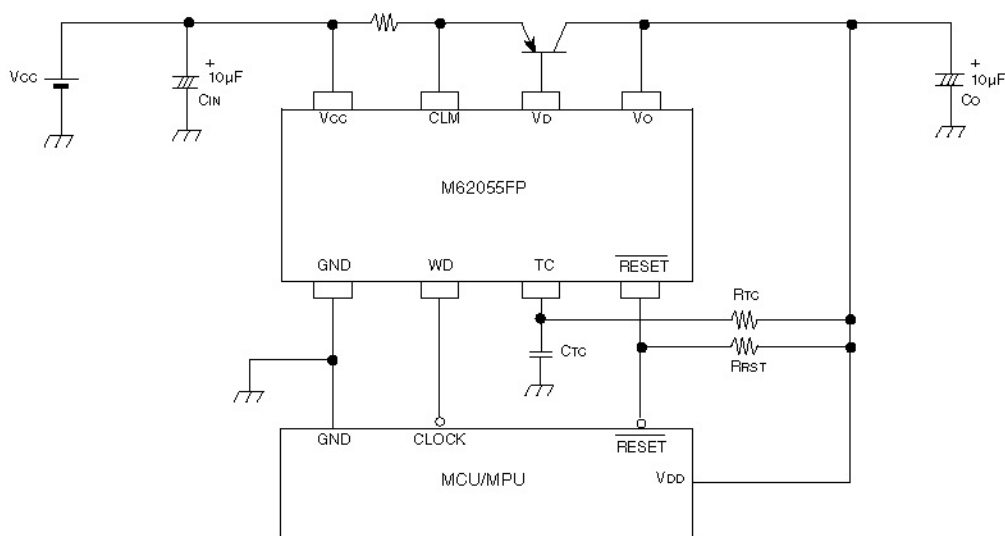 VCC
+
10µF
CIN
+
10µF
CO
VCC
CLM
VD
VO
M62055FP
GND
WD
TC
RESET
RTC
CTC
RRST
GND
CLOCK
RESET
MCU/MPU
VDD